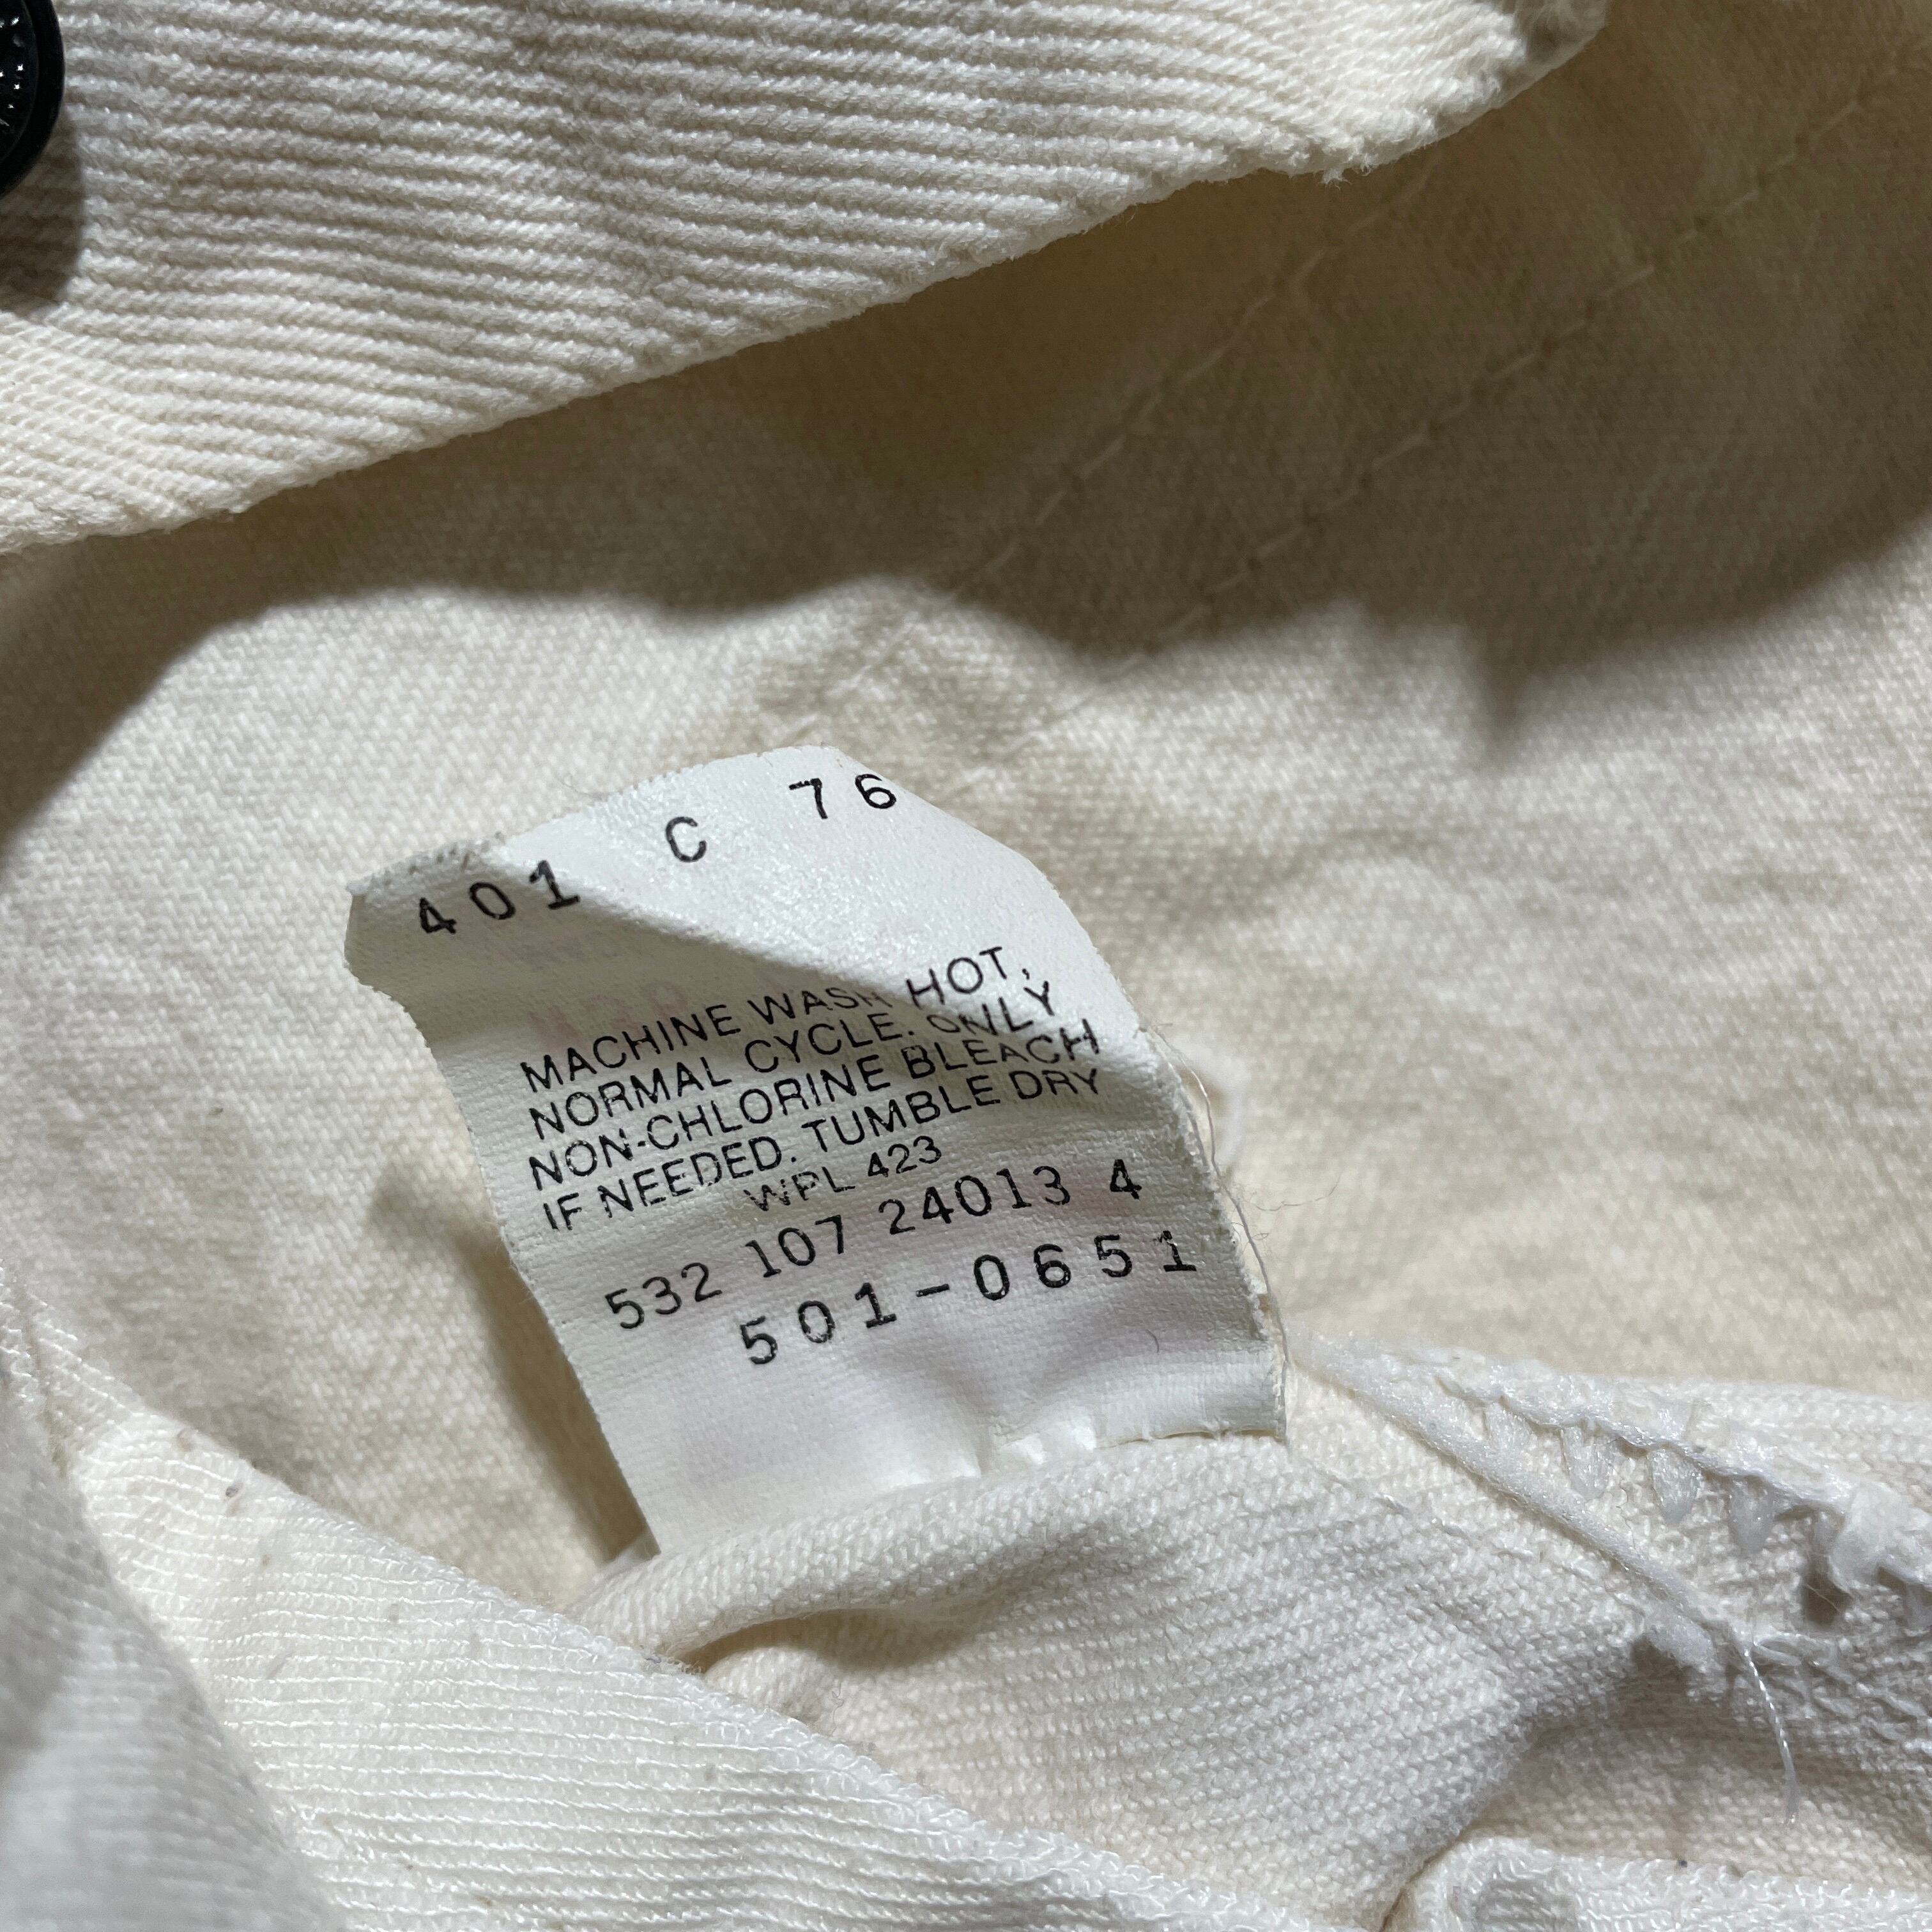 401 C 76
MACHINE WASH HOT,
NORMAL CYCLE. ONLY
NON-CHLORINE BLEACH
IF NEEDED. TUMBLE DRY
WPL 423
532 107 24013 4
501-0651